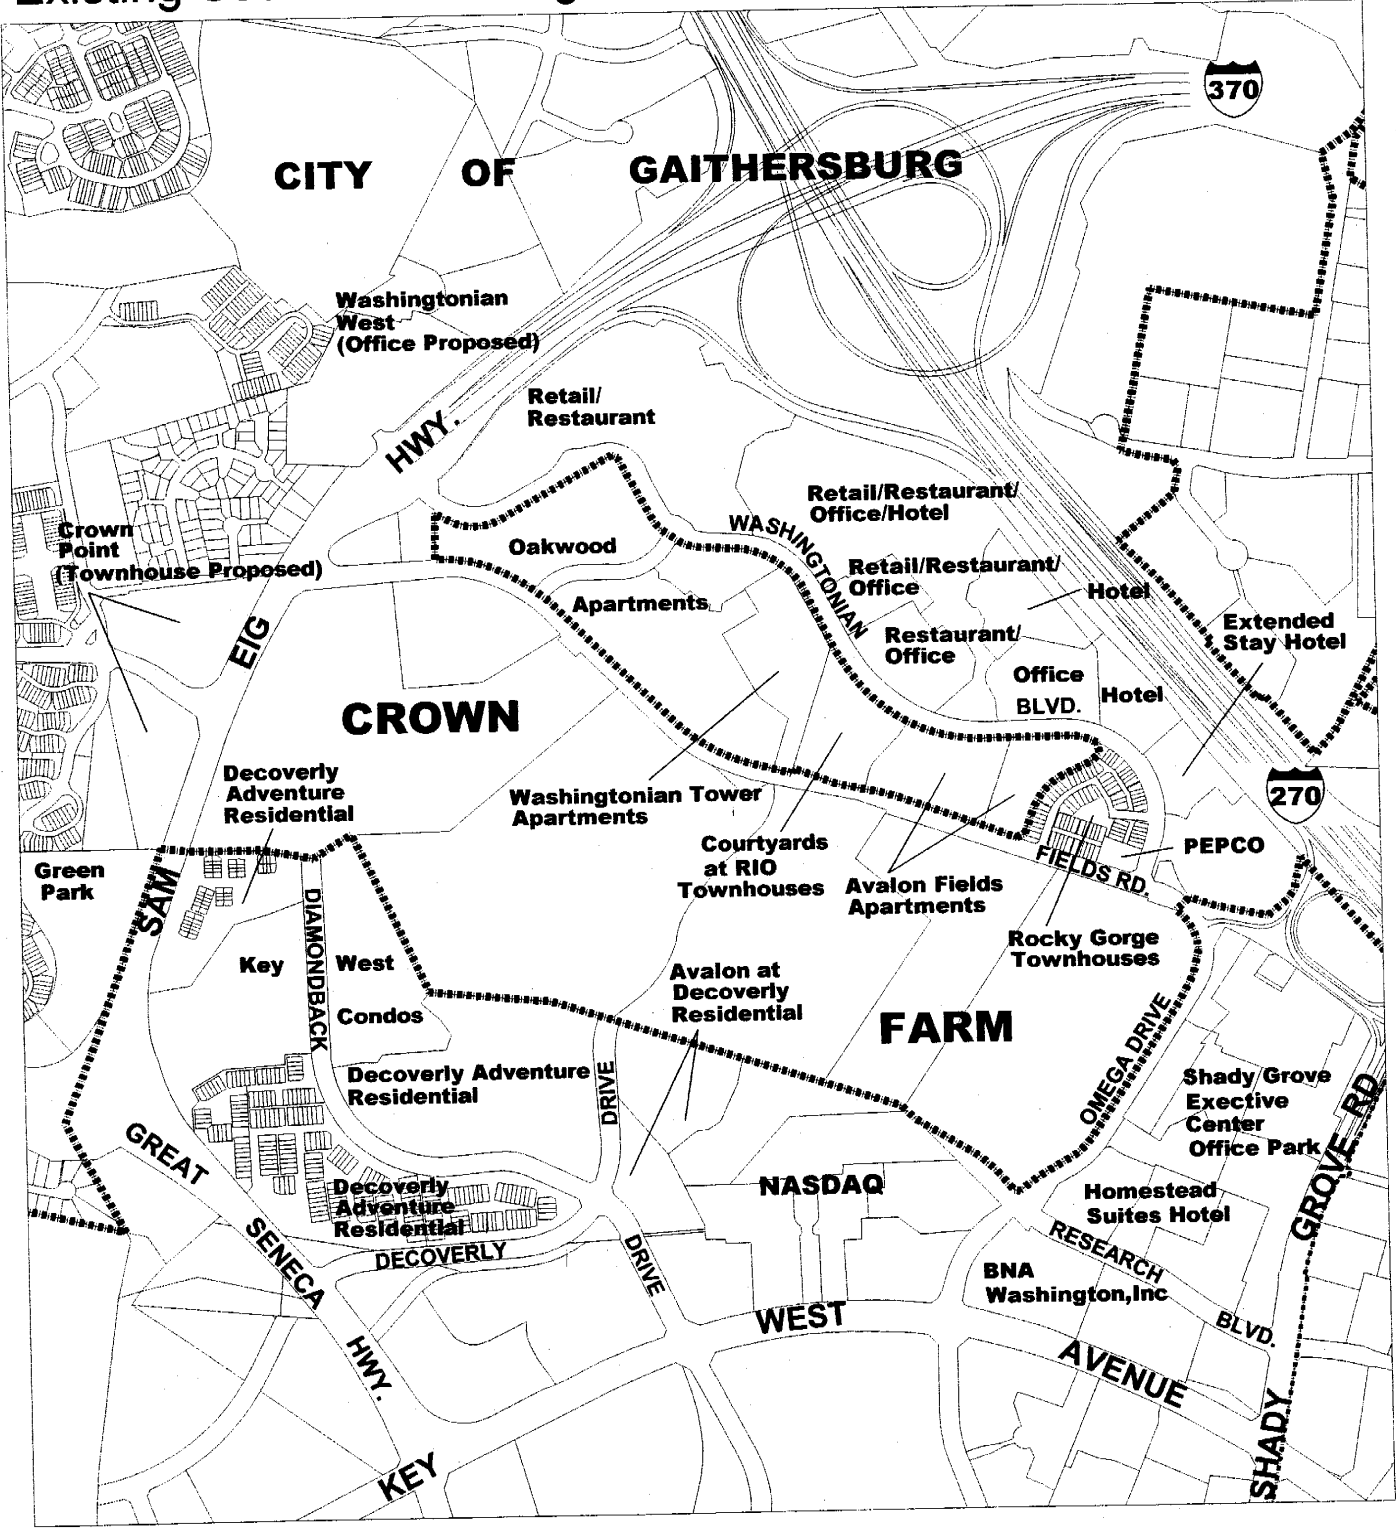 Existing
370
CITY OF GAITHERSBURG
Washingtonian
West
(Office Proposed)
Retail/
Restaurant
HWY.
Retail/Restaurant/
Office/Hotel
WASHINGTONIAN
Crown
Point
(Townhouse Proposed)
Oakwood
Retail/Restaurant/
Office
Hotel
Apartments
EIG
Restaurant/
Office
Extended
Stay Hotel
Office
BLVD.
Hotel
CROWN
Decoverly
Adventure
Residential
Washingtonian Tower
Apartments
270
Courtyards
at RIO
Townhouses
PEPCO
FIELDS RD.
Green
Park
SAM
Avalon Fields
Apartments
DIAMONDBACK
Key West
Condos
Rocky Gorge
Townhouses
Avalon at
Decoverly
Residential
FARM
OMEGA DRIVE
Decoverly Adventure
Residential
DRIVE
Shady Grove
Exective
Center
Office Park
GROVE RD
GREAT
SENECA
HWY.
Decoverly
Adventure
Residential
NASDAQ
Homestead
Suites Hotel
DECOVERLY
DRIVE
RESEARCH
BLVD.
BNA
Washington,Inc
WEST
AVENUE
KEY
SHADY